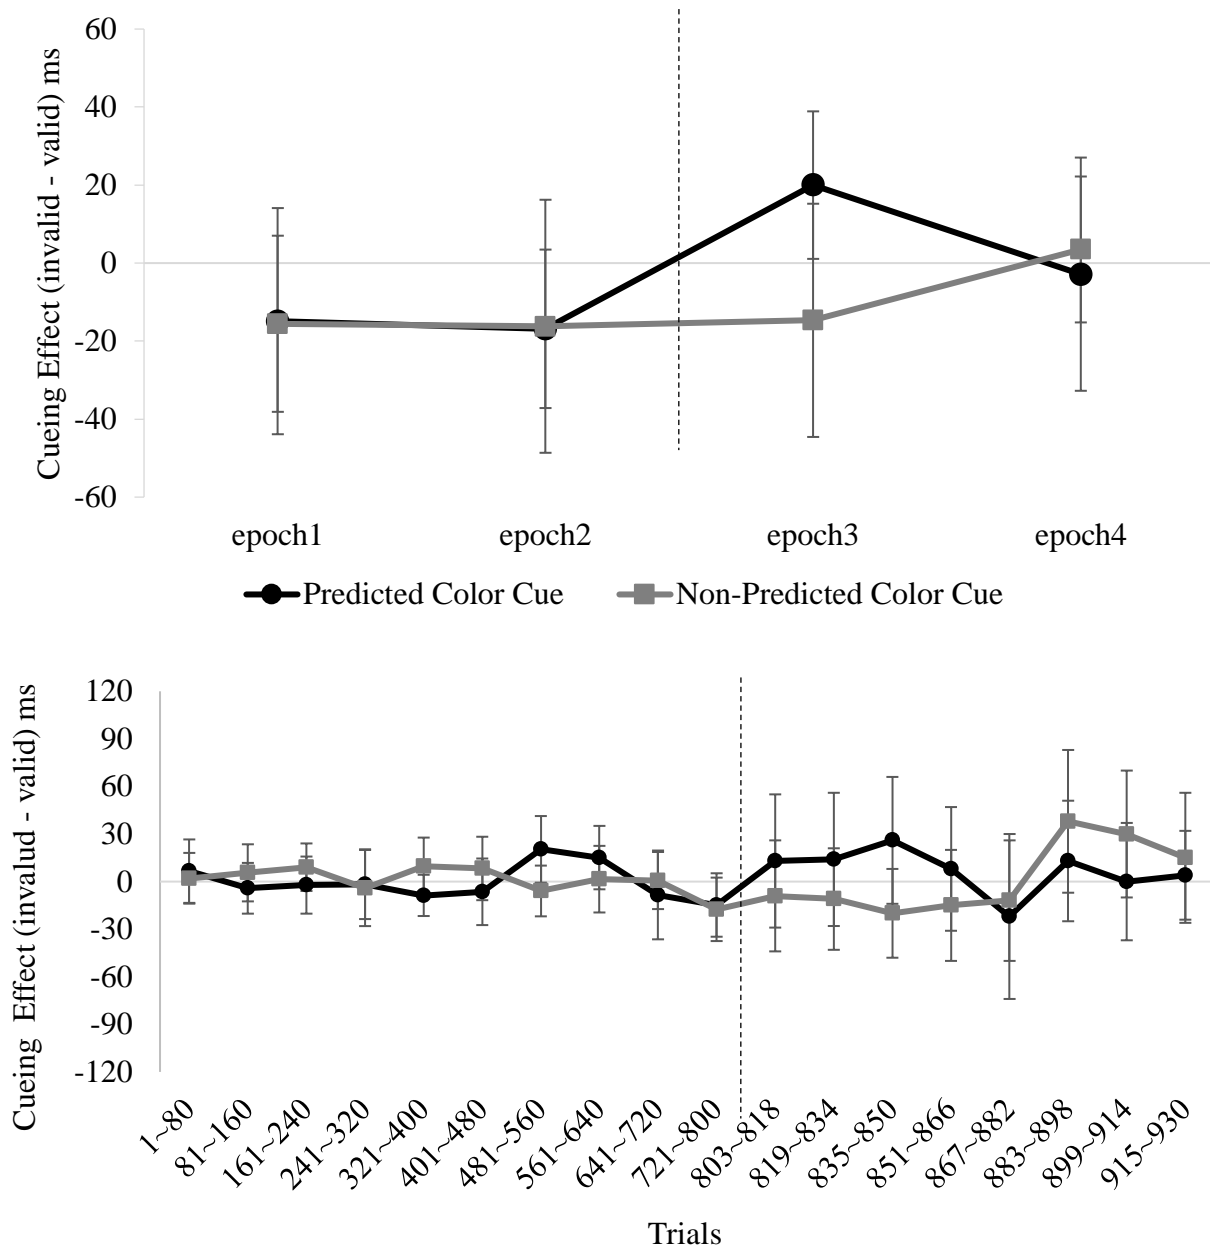 Cueing Effect (invalid - valid) ms
60
40
20
0
-20
-40
-60
epoch1 epoch2 epoch3 epoch4
Predicted Color Cue Non-Predicted Color Cue
Cueing Effect (invalud - valid) ms
120
90
60
30
0
-30
-60
-90
-120
1~80 81~160 161~240 241~320 321~400 401~480 481~560 561~640 641~720 721~800 803~818 819~834 835~850 851~866 867~882 883~898 899~914 915~930
Trials